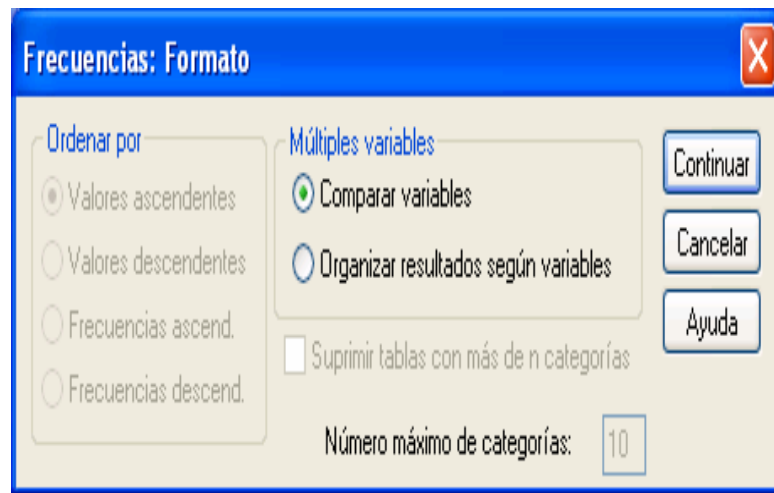 Frecuencias: Formato
Ordenar por
Valores ascendentes
Valores descendentes
Frecuencias ascend.
Frecuencias descend.
Múltiples variables
Comparar variables
Organizar resultados según variables
Suprimir tablas con más de n categorías
Número máximo de categorías: 10
Continuar
Cancelar
Ayuda